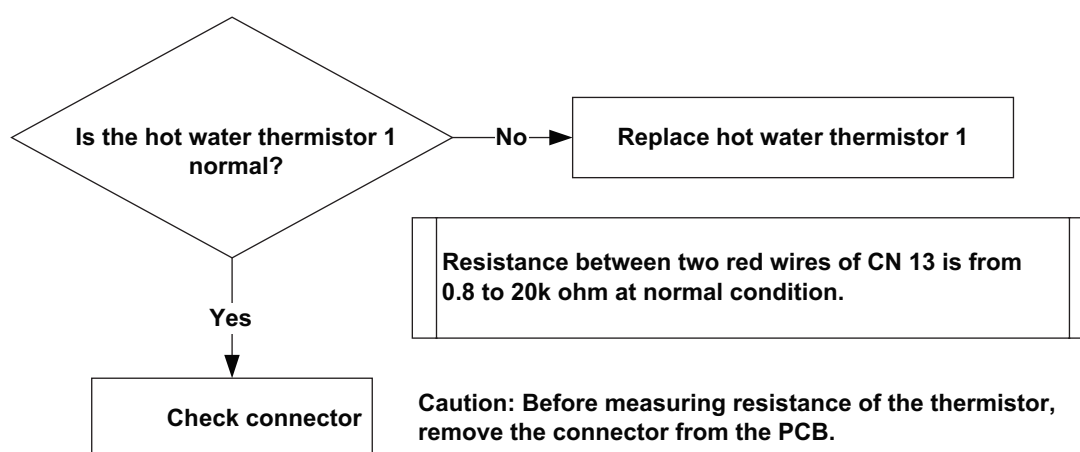 Is the hot water thermistor 1
normal?
No
Replace hot water thermistor 1
Resistance between two red wires of CN 13 is from
0.8 to 20k ohm at normal condition.
Yes
Check connector
Caution: Before measuring resistance of the thermistor,
remove the connector from the PCB.